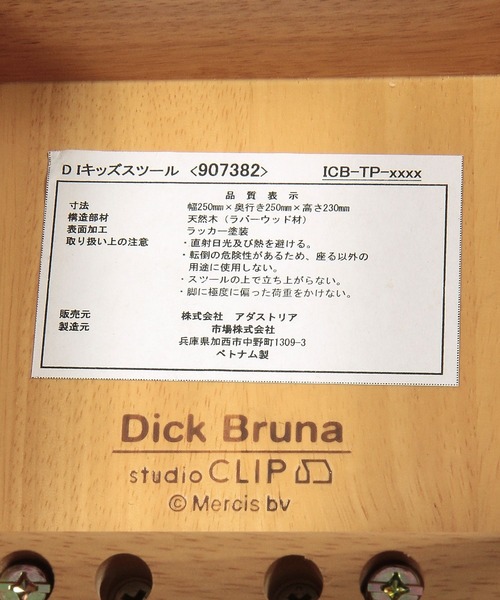 D Iキッズスツール <907382> ICB-TP-xxxx
品質表示
寸法 幅250mm×奥行き250mm×高さ230mm
構造部材 天然木（ラバーウッド材）
表面加工 ラッカー塗装
取り扱い上の注意 ・直射日光及び熱を避ける。
・転倒の危険性があるため、座る以外の
用途に使用しない。
・スツールの上で立ち上がらない。
・脚に極度に偏った荷重をかけない。
販売元 株式会社 アダストリア
製造元 市場株式会社
兵庫県加西市中野町1309-3
ベトナム製
Dick Bruna
studio CLIP
© Mercis bv